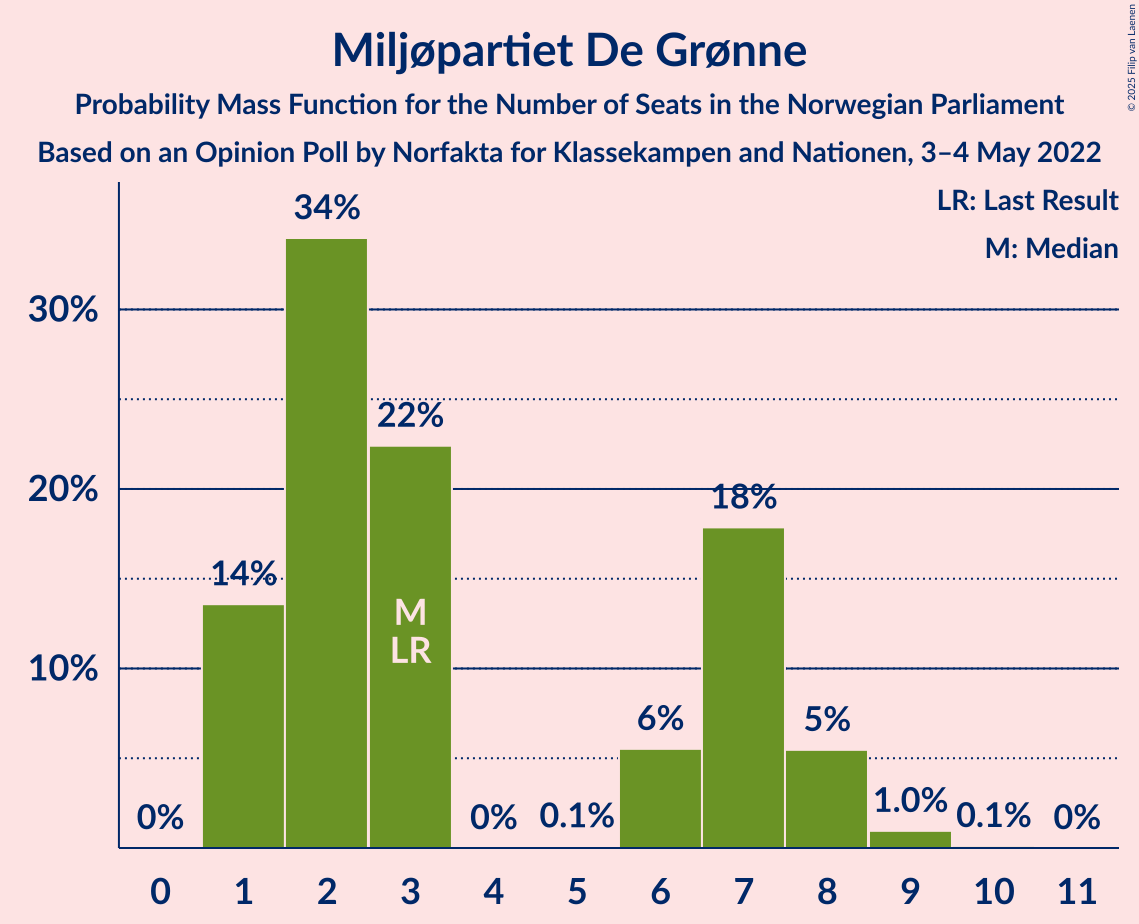 Miljøpartiet De Grønne
Probability Mass Function for the Number of Seats in the Norwegian Parliament
Based on an Opinion Poll by Norfakta for Klassekampen and Nationen, 3–4 May 2022
© 2025 Filip van Laenen
LR: Last Result
M: Median
34%
30%
22%
20%
18%
14%
M
LR
10%
6%
5%
0%
0%
0.1%
1.0%
0.1%
0%
0 1 2 3 4 5 6 7 8 9 10 11